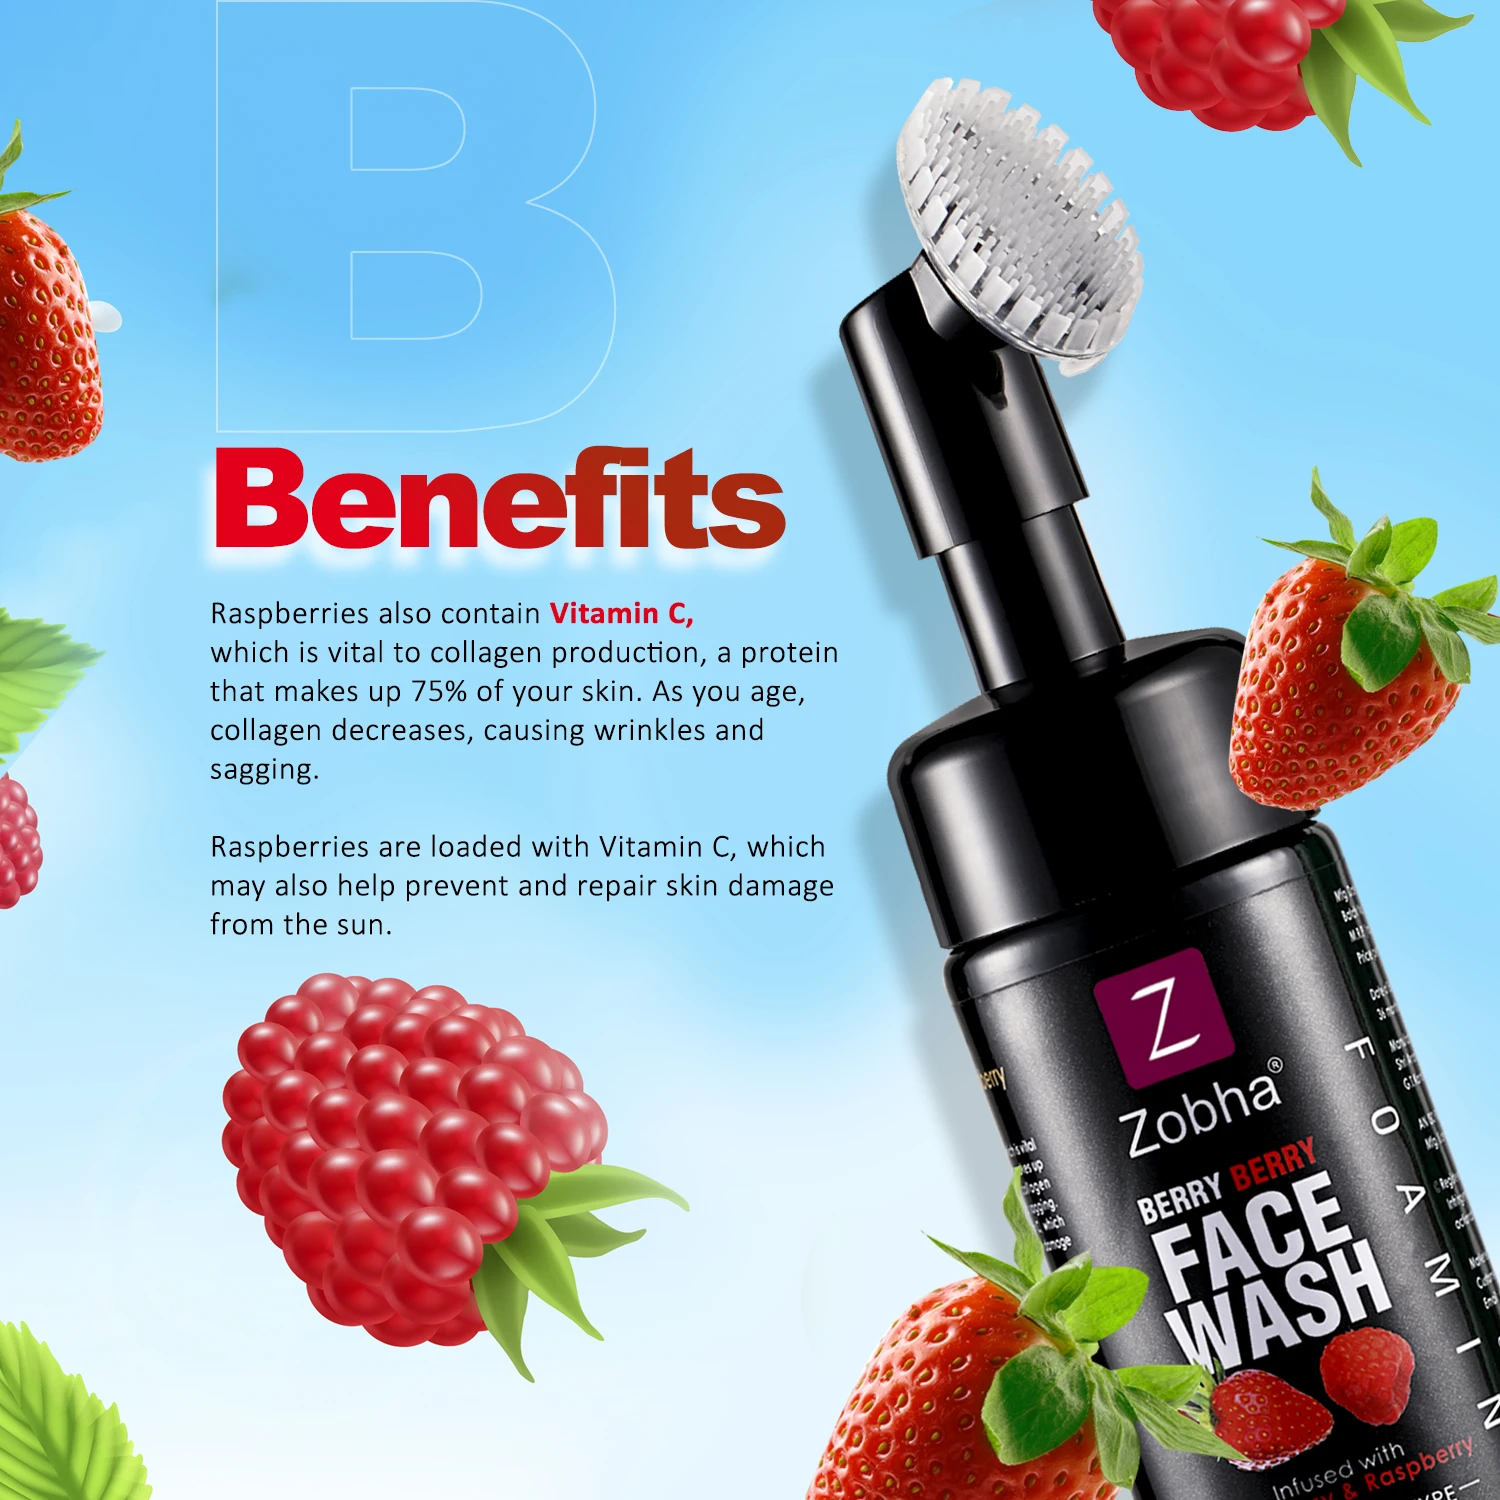 B
Benefits
Raspberries also contain Vitamin C,
which is vital to collagen production, a protein
that makes up 75% of your skin. As you age,
collagen decreases, causing wrinkles and
sagging.
Raspberries are loaded with Vitamin C, which
may also help prevent and repair skin damage
from the sun.
Z
Zobha®
BERRY BERRY
FACE
WASH
FOAMIN
Infused with
& Raspberry